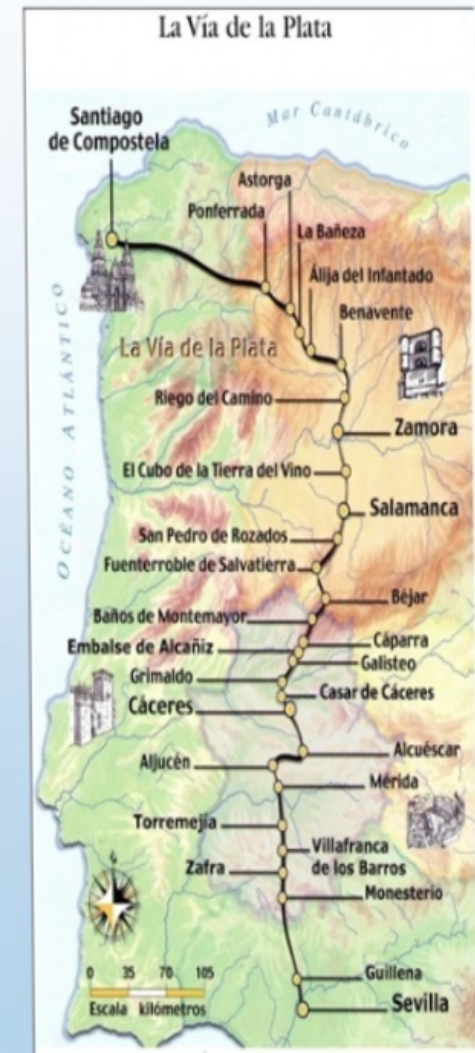 La Vía de la Plata
Mar Cantábrico
Santiago
de Compostela
Astorga
Ponferrada
La Bañeza
Álija del Infantado
Benavente
OCÉANO ATLÁNTICO
La Vía de la Plata
Riego del Camino
Zamora
El Cubo de la Tierra del Vino
Salamanca
San Pedro de Rozados
Fuenterroble de Salvatierra
Béjar
Baños de Montemayor
Cáparra
Embalse de Alcañiz
Galisteo
Grimaldo
Casar de Cáceres
Cáceres
Alcuéscar
Aljucén
Mérida
Torremejía
Villafranca
de los Barros
Zafra
Monesterio
Guillena
Sevilla
0 35 70 105
Escala kilómetros